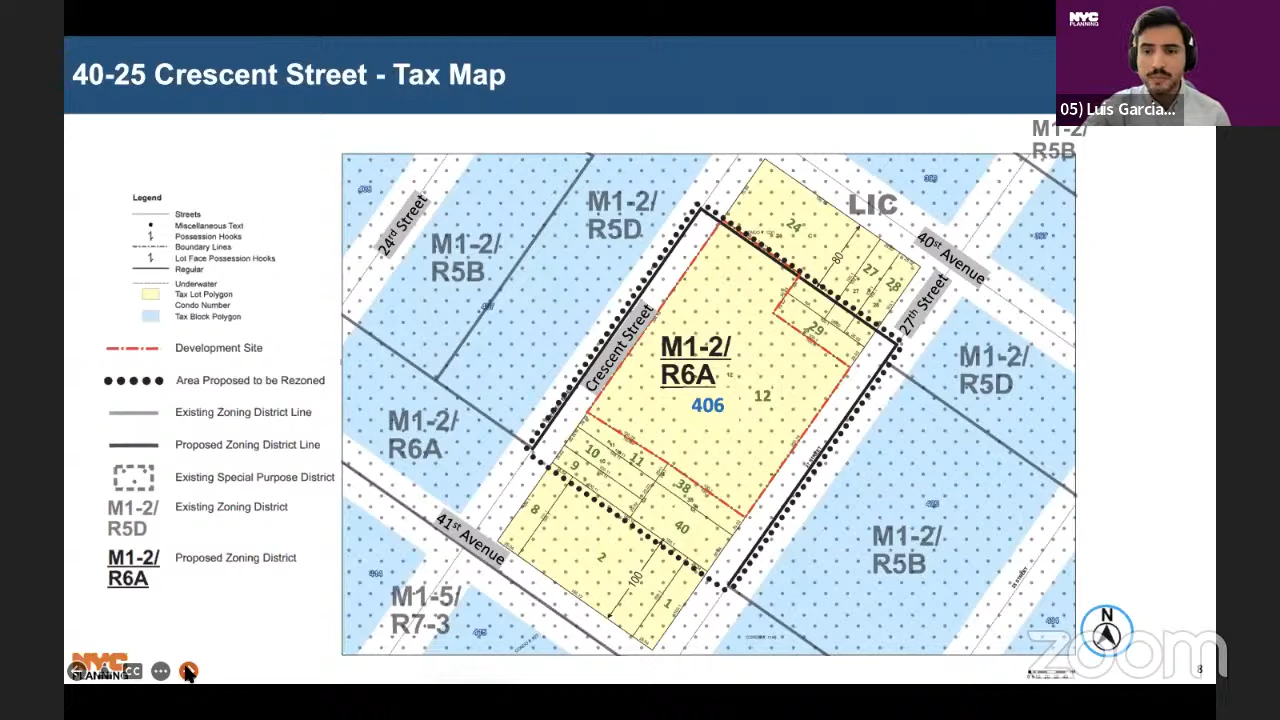 NYC
PLANNING
05) Luis Garcia...
40-25 Crescent Street - Tax Map
M1-2/
R5B
Legend
Streets
Miscellaneous Text
Possession Hooks
Boundary Lines
Lot Face Possession Hooks
Regular
Underwater
Tax Lot Polygon
Condo Number
Tax Block Polygon
Development Site
Area Proposed to be Rezoned
Existing Zoning District Line
Proposed Zoning District Line
Existing Special Purpose District
M1-2/
R5D
Existing Zoning District
M1-2/
R6A
Proposed Zoning District
24rd Street
M1-2/
R5B
M1-2/
R5D
LIC
40st Avenue
27th Street
24
80
27
28
29
Crescent Street
M1-2/
R6A
406
12
M1-2/
R5D
M1-2/
R6A
10
11
9
38
40
8
2
100
1
41st Avenue
M1-2/
R5B
M1-5/
R7-3
N
zoom
NYC
PLANNING
CC
8